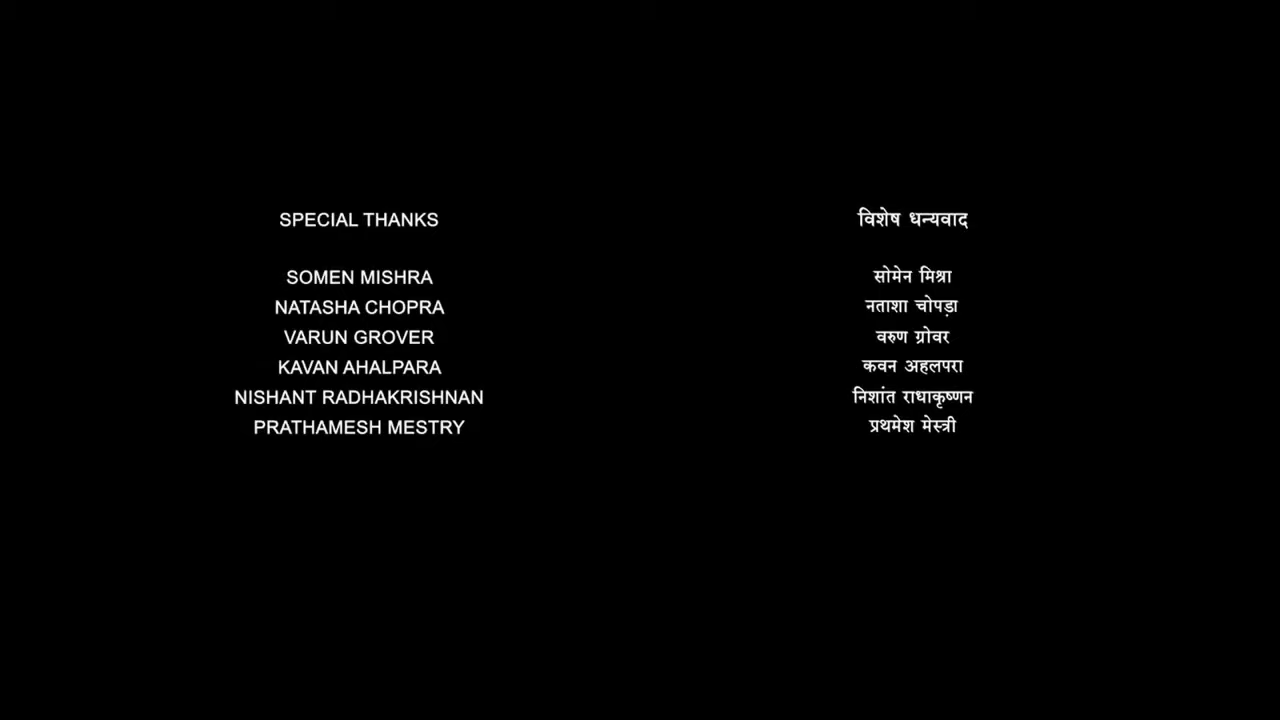 SPECIAL THANKS विशेष धन्यवाद
SOMEN MISHRA सोमेन मिश्रा
NATASHA CHOPRA नताशा चोपड़ा
VARUN GROVER वरुण ग्रोवर
KAVAN AHALPARA कवन अहलपरा
NISHANT RADHAKRISHNAN निशांत राधाकृष्णन
PRATHAMESH MESTRY प्रथमेश मेस्त्री